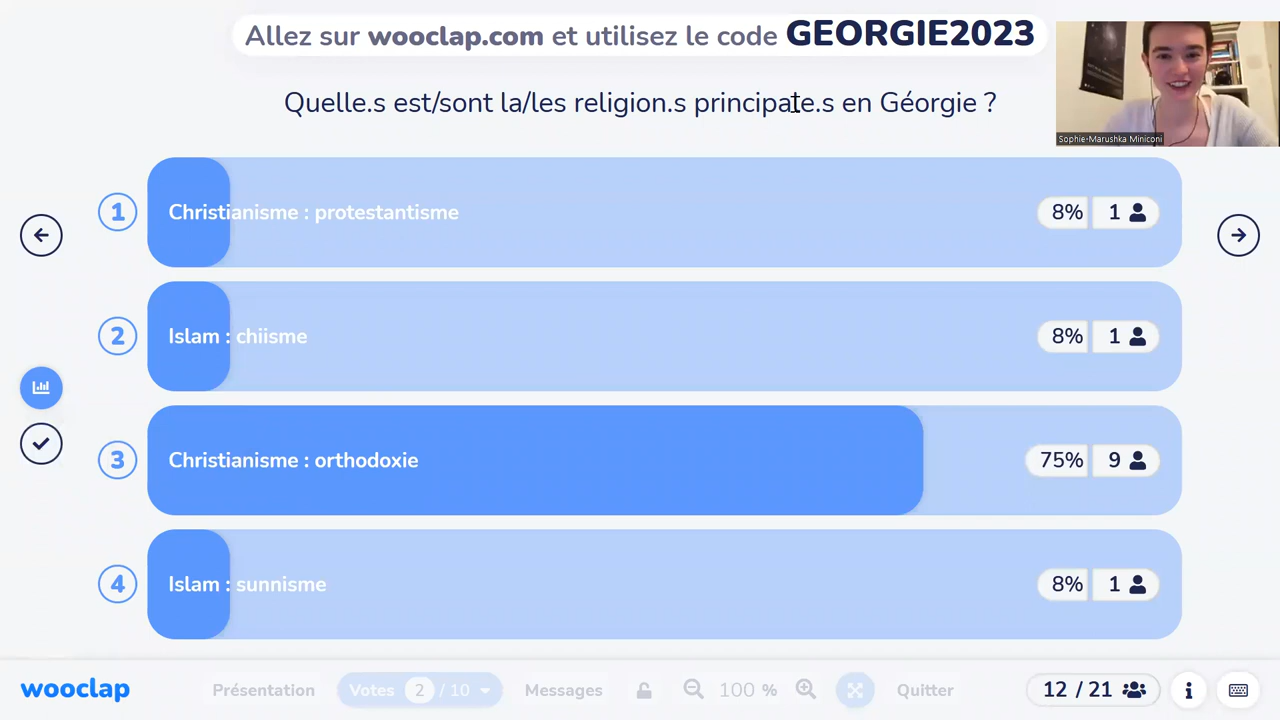 Allez sur wooclap.com et utilisez le code GEORGIE2023
Quelle.s est/sont la/les religion.s principale.s en Géorgie ?
Sophie-Marushka Miniconi
1 Christianisme : protestantisme 8% 1
2 Islam : chiisme 8% 1
3 Christianisme : orthodoxie 75% 9
4 Islam : sunnisme 8% 1
wooclap Présentation Votes 2 / 10 Messages 100 % Quitter 12 / 21